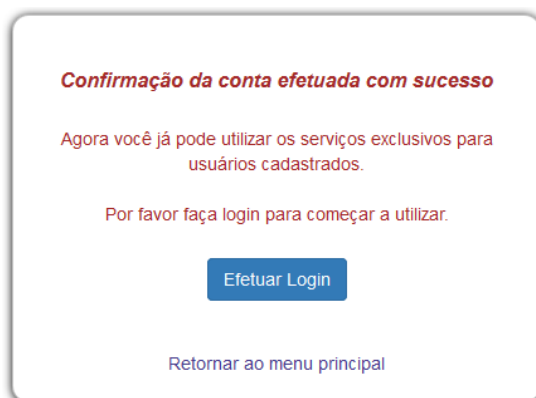 Confirmação da conta efetuada com sucesso
Agora você já pode utilizar os serviços exclusivos para
usuários cadastrados.
Por favor faça login para começar a utilizar.
Efetuar Login
Retornar ao menu principal